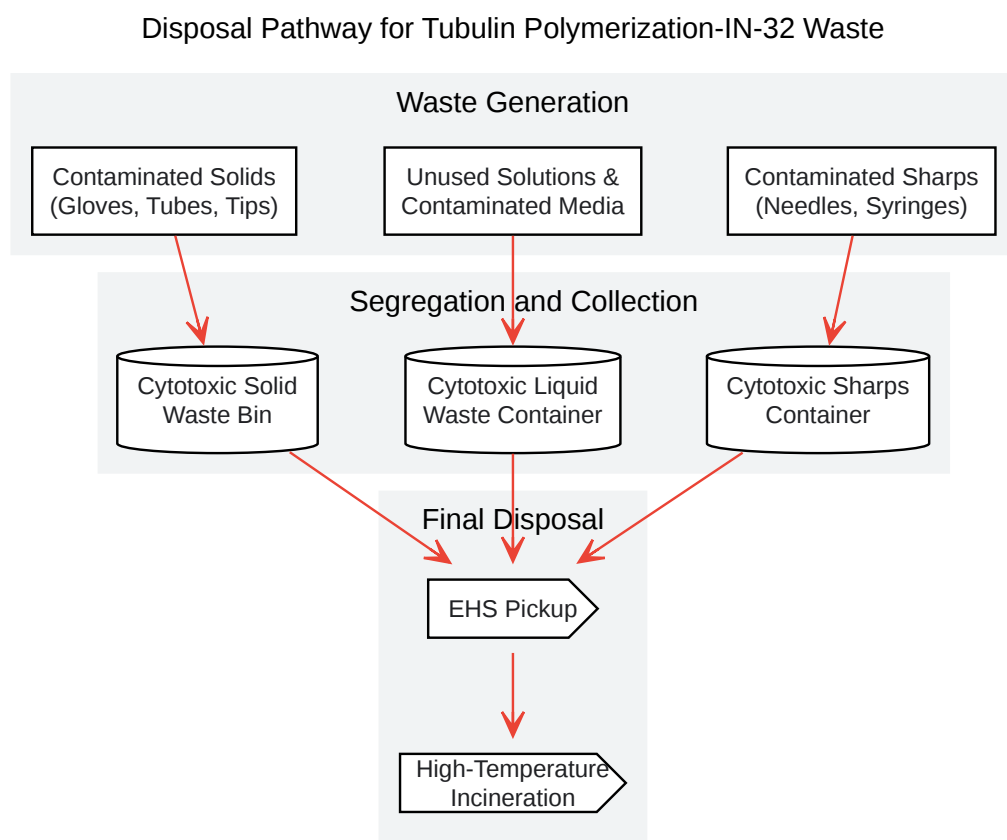 Disposal Pathway for Tubulin Polymerization-IN-32 Waste
Waste Generation
Contaminated Solids
(Gloves, Tubes, Tips)
Unused Solutions &
Contaminated Media
Contaminated Sharps
(Needles, Syringes)
Segregation and Collection
Cytotoxic Solid
Waste Bin
Cytotoxic Liquid
Waste Container
Cytotoxic Sharps
Container
Final Disposal
EHS Pickup
High-Temperature
Incineration